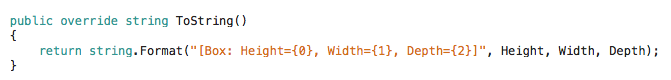 public override string ToString()
{
    return string.Format("[Box: Height={0}, Width={1}, Depth={2}]", Height, Width, Depth);
}